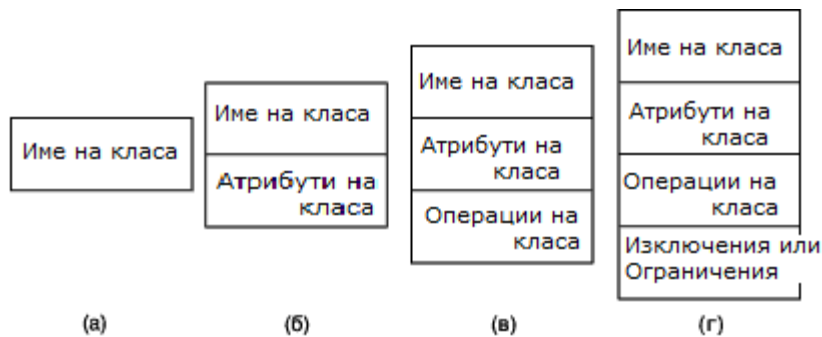 Име на класа
Име на класа
Атрибути на
класа
Име на класа
Атрибути на
класа
Операции на
класа
Име на класа
Атрибути на
класа
Операции на
класа
Изключения или
Ограничения
(а)
(б)
(в)
(г)